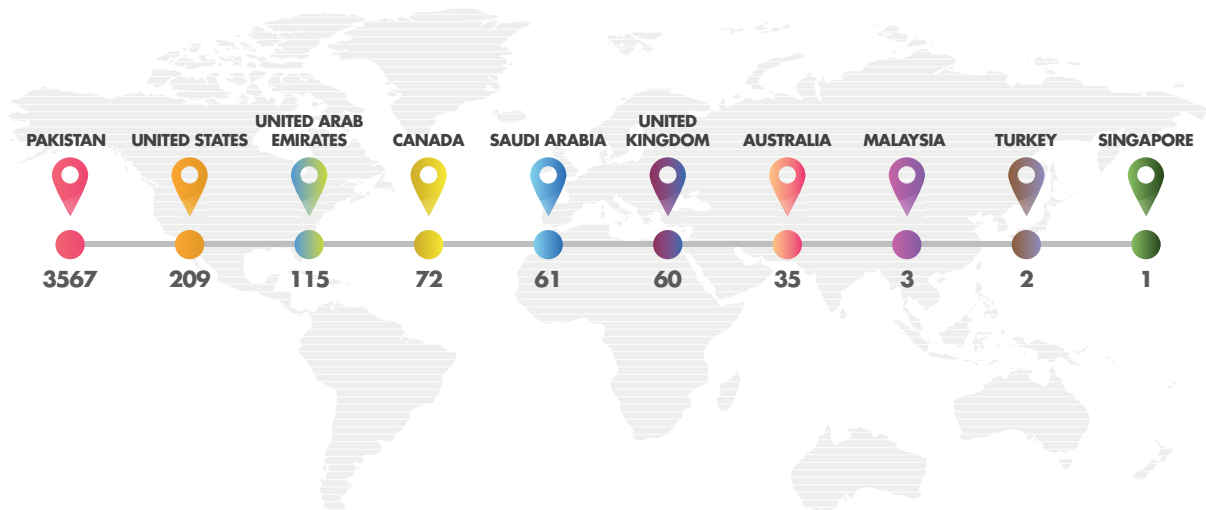 PAKISTAN
UNITED STATES
UNITED ARAB
EMIRATES
CANADA
SAUDI ARABIA
UNITED
KINGDOM
AUSTRALIA
MALAYSIA
TURKEY
SINGAPORE
3567
209
115
72
61
60
35
3
2
1